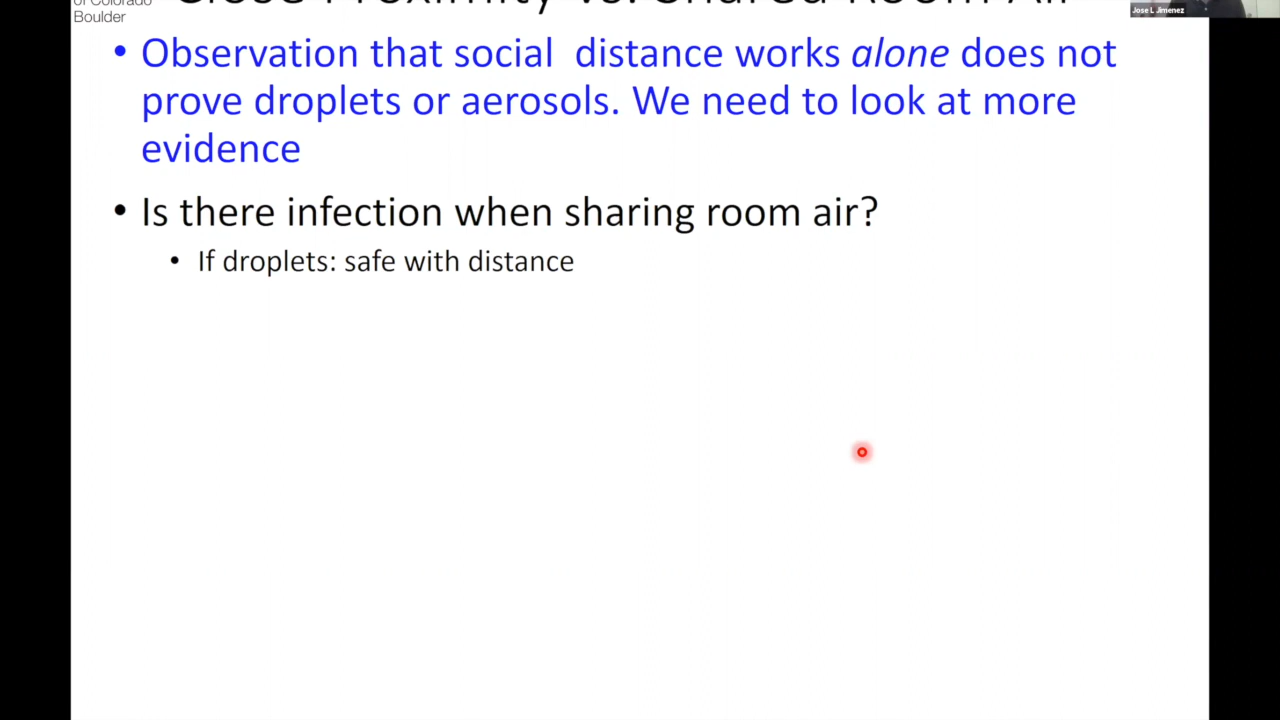 of Colorado
Boulder
Close Proximity vs. Shared Room Air
Jose L Jimenez
• Observation that social distance works alone does not
prove droplets or aerosols. We need to look at more
evidence
• Is there infection when sharing room air?
• If droplets: safe with distance